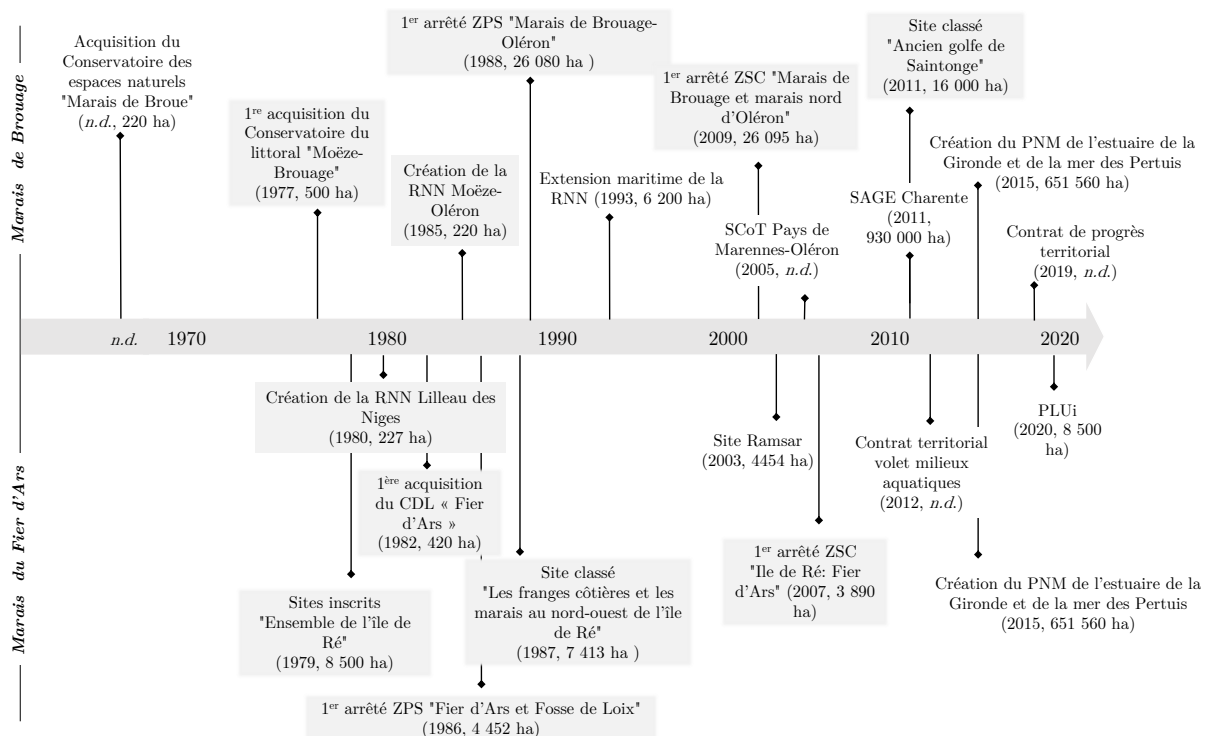 Marais de Brouage
Acquisition du
Conservatoire des
espaces naturels
"Marais de Broue"
(n.d., 220 ha)
1re acquisition du
Conservatoire du
littoral "Moëze-
Brouage"
(1977, 500 ha)
Création de la
RNN Moëze-
Oléron
(1985, 220 ha)
1er arrêté ZPS "Marais de Brouage-
Oléron"
(1988, 26 080 ha )
Extension maritime de la
RNN (1993, 6 200 ha)
1er arrêté ZSC "Marais de
Brouage et marais nord
d'Oléron"
(2009, 26 095 ha)
SCoT Pays de
Marennes-Oléron
(2005, n.d.)
Site classé
"Ancien golfe de
Saintonge"
(2011, 16 000 ha)
SAGE Charente
(2011,
930 000 ha)
Création du PNM de l'estuaire de la
Gironde et de la mer des Pertuis
(2015, 651 560 ha)
Contrat de progrès
territorial
(2019, n.d.)
n.d. 1970 1980 1990 2000 2010 2020
Marais du Fier d'Ars
Création de la RNN Lilleau des
Niges
(1980, 227 ha)
1ère acquisition
du CDL « Fier
d'Ars »
(1982, 420 ha)
Sites inscrits
"Ensemble de l'île de
Ré"
(1979, 8 500 ha)
Site classé
"Les franges côtières et les
marais au nord-ouest de l'île
de Ré"
(1987, 7 413 ha )
1er arrêté ZPS "Fier d'Ars et Fosse de Loix"
(1986, 4 452 ha)
Site Ramsar
(2003, 4454 ha)
1er arrêté ZSC
"Ile de Ré: Fier
d'Ars" (2007, 3 890
ha)
Contrat territorial
volet milieux
aquatiques
(2012, n.d.)
PLUi
(2020, 8 500
ha)
Création du PNM de l'estuaire de la
Gironde et de la mer des Pertuis
(2015, 651 560 ha)